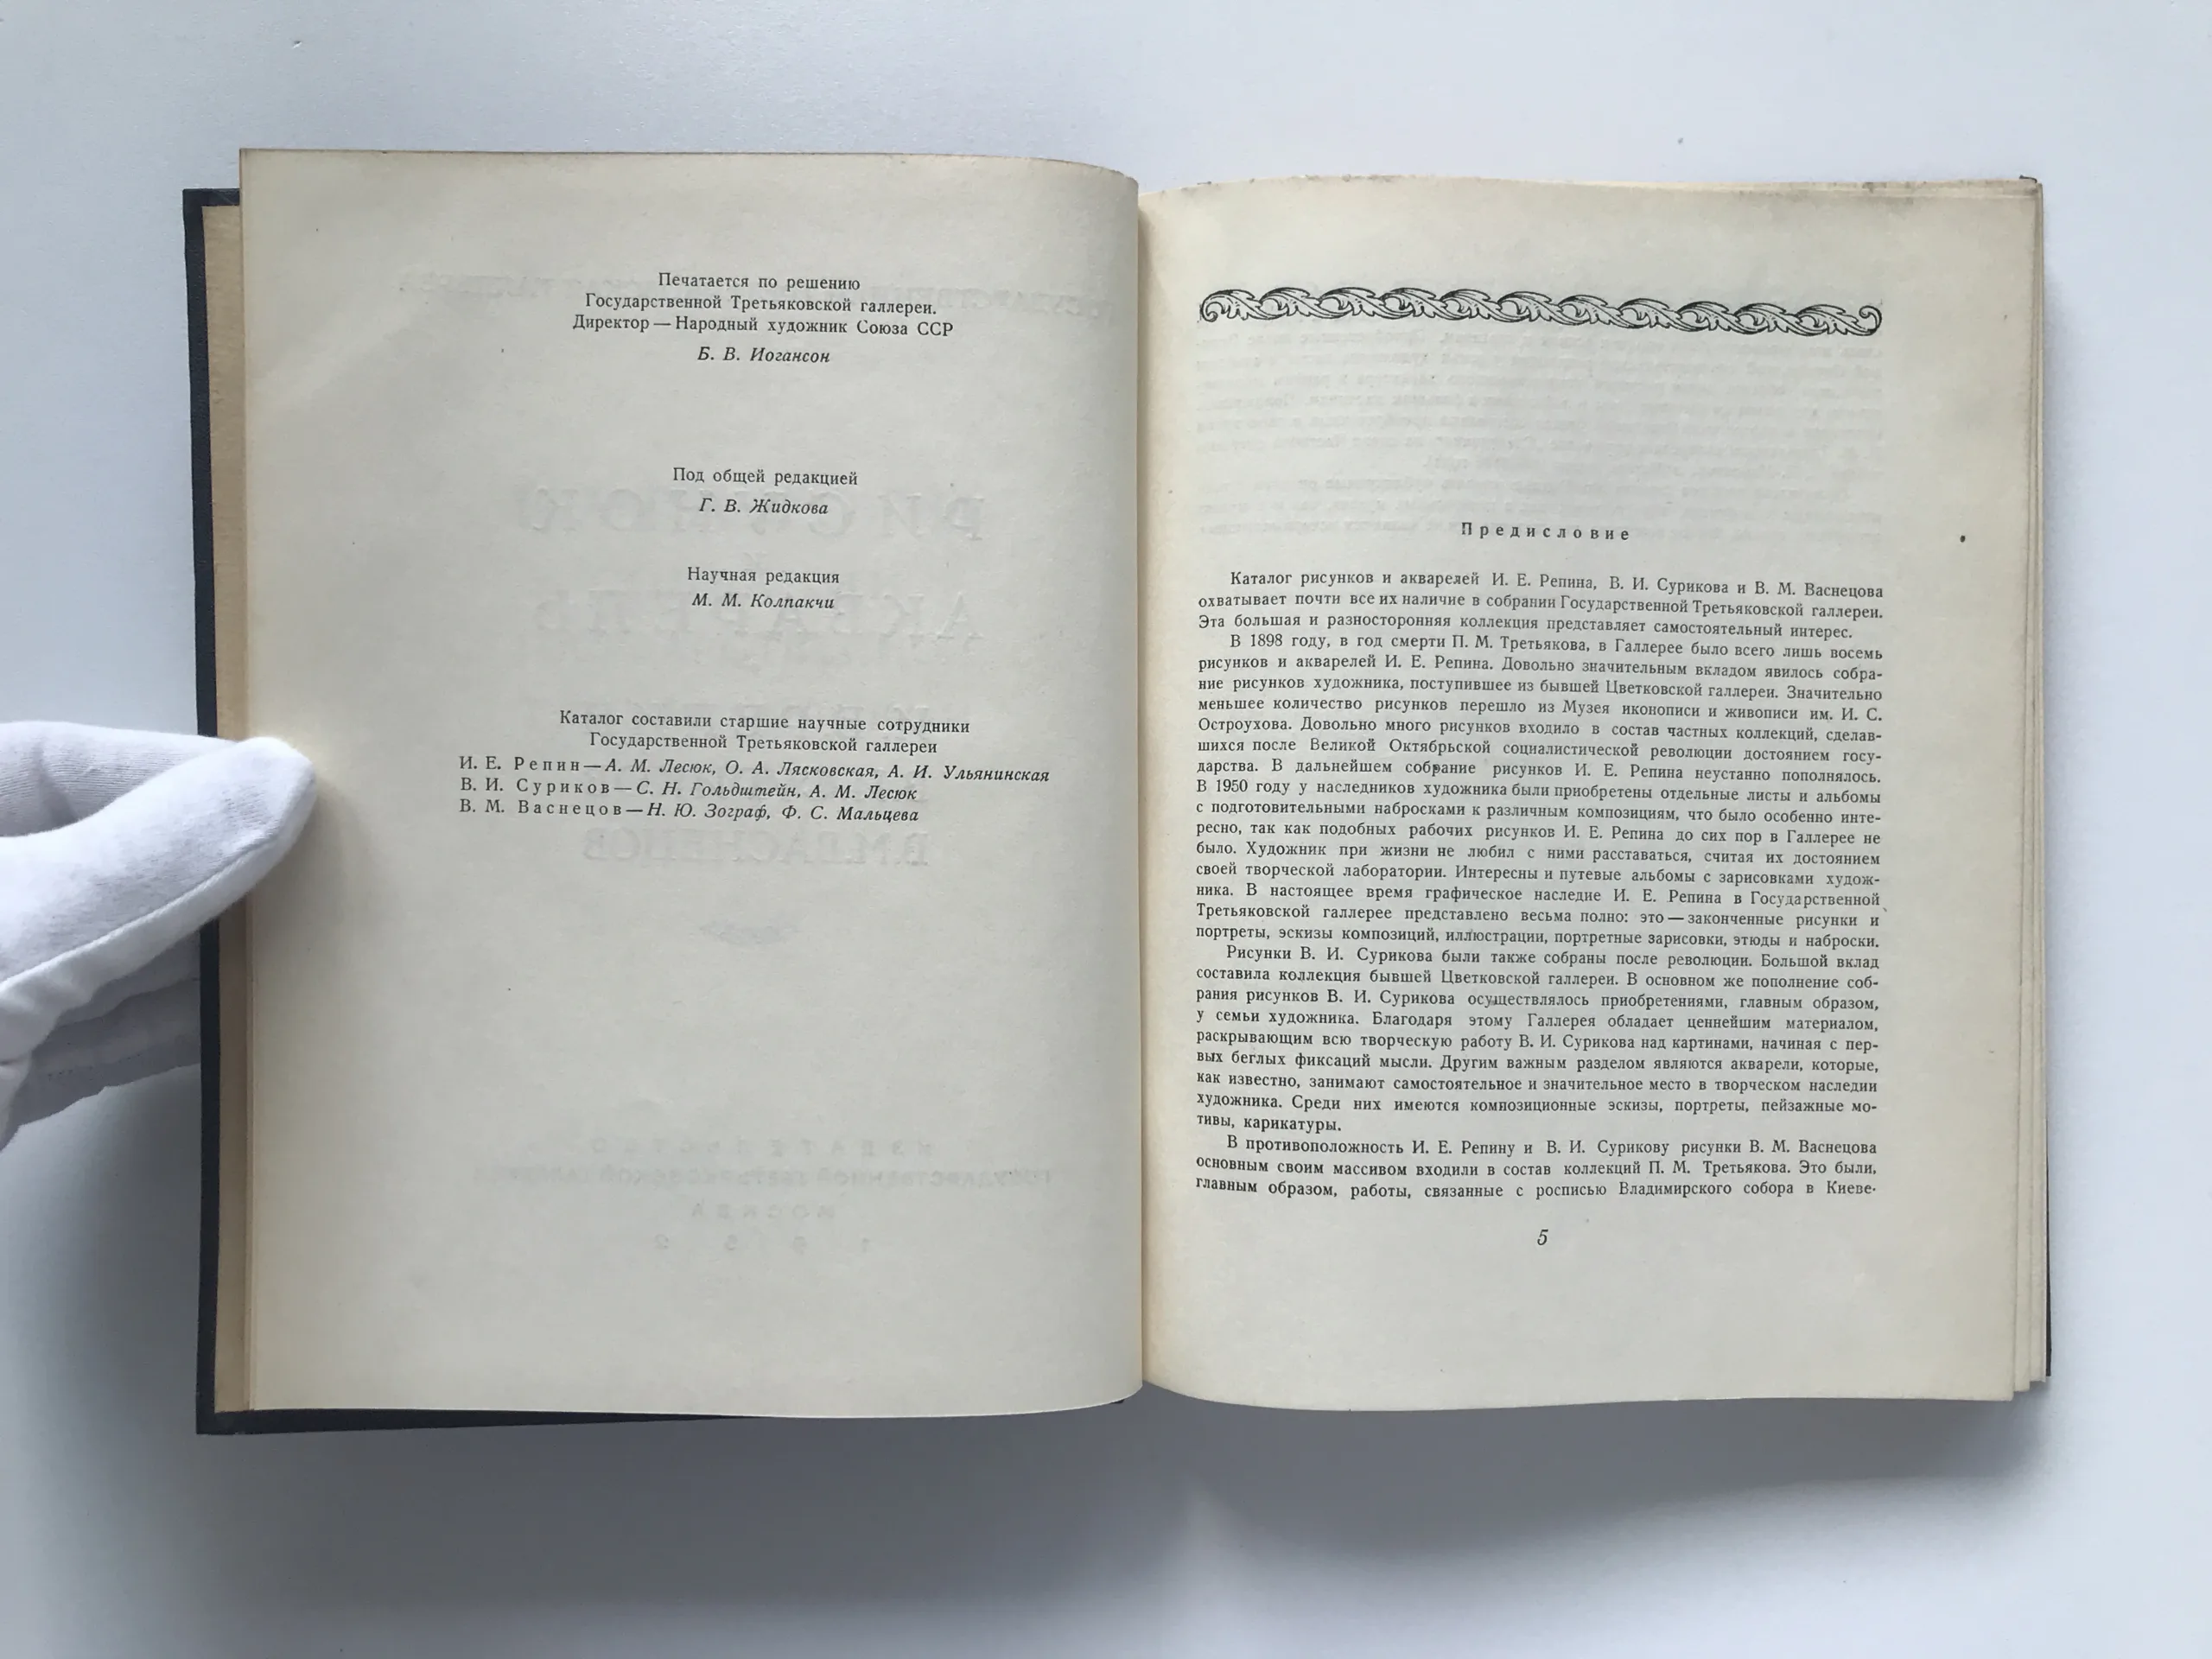 Печатается по решению
Государственной Третьяковской галлереи.
Директор — Народный художник Союза ССР
Б. В. Иогансон
Под общей редакцией
Г. В. Жидкова
Научная редакция
М. М. Колпакчи
Каталог составили старшие научные сотрудники
Государственной Третьяковской галлереи
И. Е. Репин — А. М. Лесюк, О. А. Лясковская, А. И. Ульянинская
В. И. Суриков — С. Н. Гольдштейн, А. М. Лесюк
В. М. Васнецов — Н. Ю. Зограф, Ф. С. Мальцева
Предисловие
Каталог рисунков и акварелей И. Е. Репина, В. И. Сурикова и В. М. Васнецова
охватывает почти все их наличие в собрании Государственной Третьяковской галлереи.
Эта большая и разносторонняя коллекция представляет самостоятельный интерес.
В 1898 году, в год смерти П. М. Третьякова, в Галлерее было всего лишь восемь
рисунков и акварелей И. Е. Репина. Довольно значительным вкладом явилось собра-
ние рисунков художника, поступившее из бывшей Цветковской галлереи. Значительно
меньшее количество рисунков перешло из Музея иконописи и живописи им. И. С.
Остроухова. Довольно много рисунков входило в состав частных коллекций, сделав-
шихся после Великой Октябрьской социалистической революции достоянием госу-
дарства. В дальнейшем собрание рисунков И. Е. Репина неустанно пополнялось.
В 1950 году у наследников художника были приобретены отдельные листы и альбомы
с подготовительными набросками к различным композициям, что было особенно инте-
ресно, так как подобных рабочих рисунков И. Е. Репина до сих пор в Галлерее не
было. Художник при жизни не любил с ними расставаться, считая их достоянием
своей творческой лаборатории. Интересны и путевые альбомы с зарисовками худож-
ника. В настоящее время графическое наследие И. Е. Репина в Государственной
Третьяковской галлерее представлено весьма полно: это — законченные рисунки и
портреты, эскизы композиций, иллюстрации, портретные зарисовки, этюды и наброски.
Рисунки В. И. Сурикова были также собраны после революции. Большой вклад
составила коллекция бывшей Цветковской галлереи. В основном же пополнение соб-
рания рисунков В. И. Сурикова осуществлялось приобретениями, главным образом,
у семьи художника. Благодаря этому Галлерея обладает ценнейшим материалом,
раскрывающим всю творческую работу В. И. Сурикова над картинами, начиная с пер-
вых беглых фиксаций мысли. Другим важным разделом являются акварели, которые,
как известно, занимают самостоятельное и значительное место в творческом наследии
художника. Среди них имеются композиционные эскизы, портреты, пейзажные мо-
тивы, карикатуры.
В противоположность И. Е. Репину и В. И. Сурикову рисунки В. М. Васнецова
основным своим массивом входили в состав коллекций П. М. Третьякова. Это были,
главным образом, работы, связанные с росписью Владимирского собора в Киеве.
5